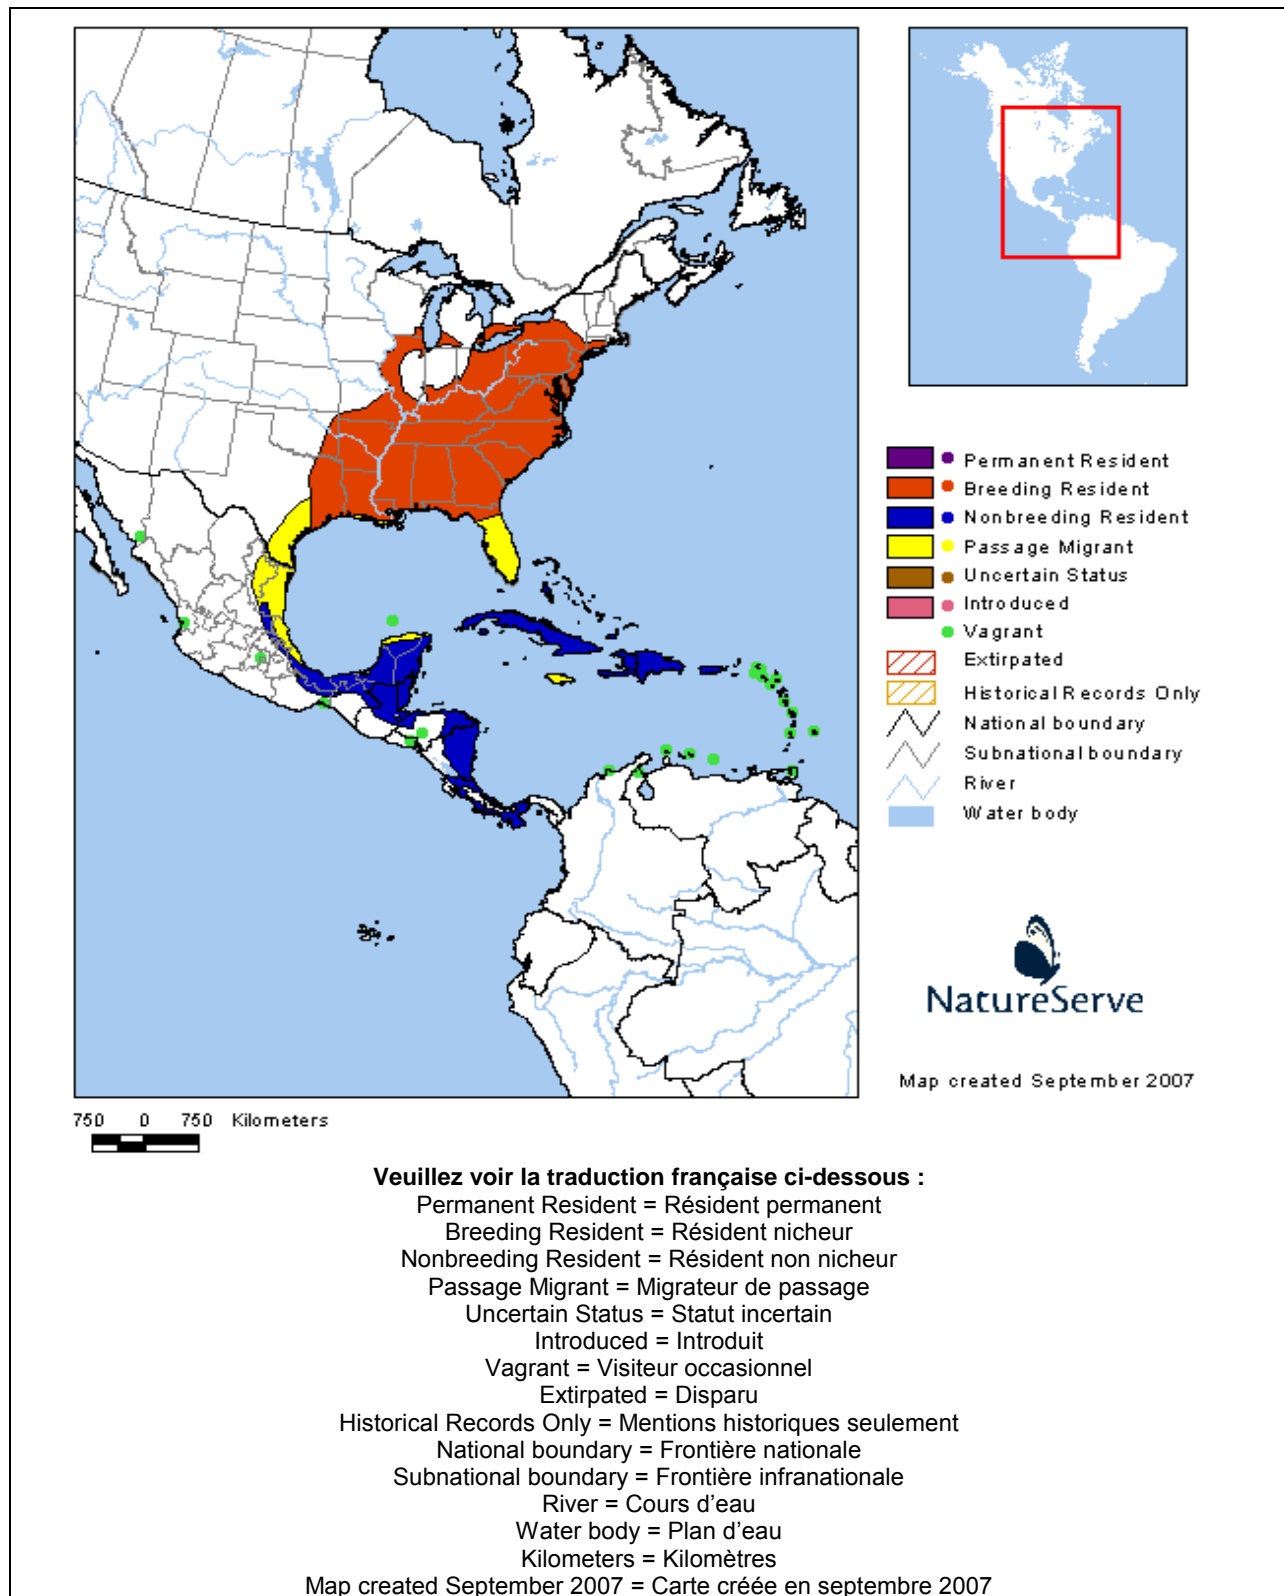 Permanent Resident
Breeding Resident
Nonbreeding Resident
Passage Migrant
Uncertain Status
Introduced
Vagrant
Extirpated
Historical Records Only
National boundary
Subnational boundary
River
Water body
NatureServe
Map created September 2007
750 0 750 Kilometers
Veuillez voir la traduction française ci-dessous :
Permanent Resident = Résident permanent
Breeding Resident = Résident nicheur
Nonbreeding Resident = Résident non nicheur
Passage Migrant = Migrateur de passage
Uncertain Status = Statut incertain
Introduced = Introduit
Vagrant = Visiteur occasionnel
Extirpated = Disparu
Historical Records Only = Mentions historiques seulement
National boundary = Frontière nationale
Subnational boundary = Frontière infranationale
River = Cours d’eau
Water body = Plan d’eau
Kilometers = Kilomètres
Map created September 2007 = Carte créée en septembre 2007